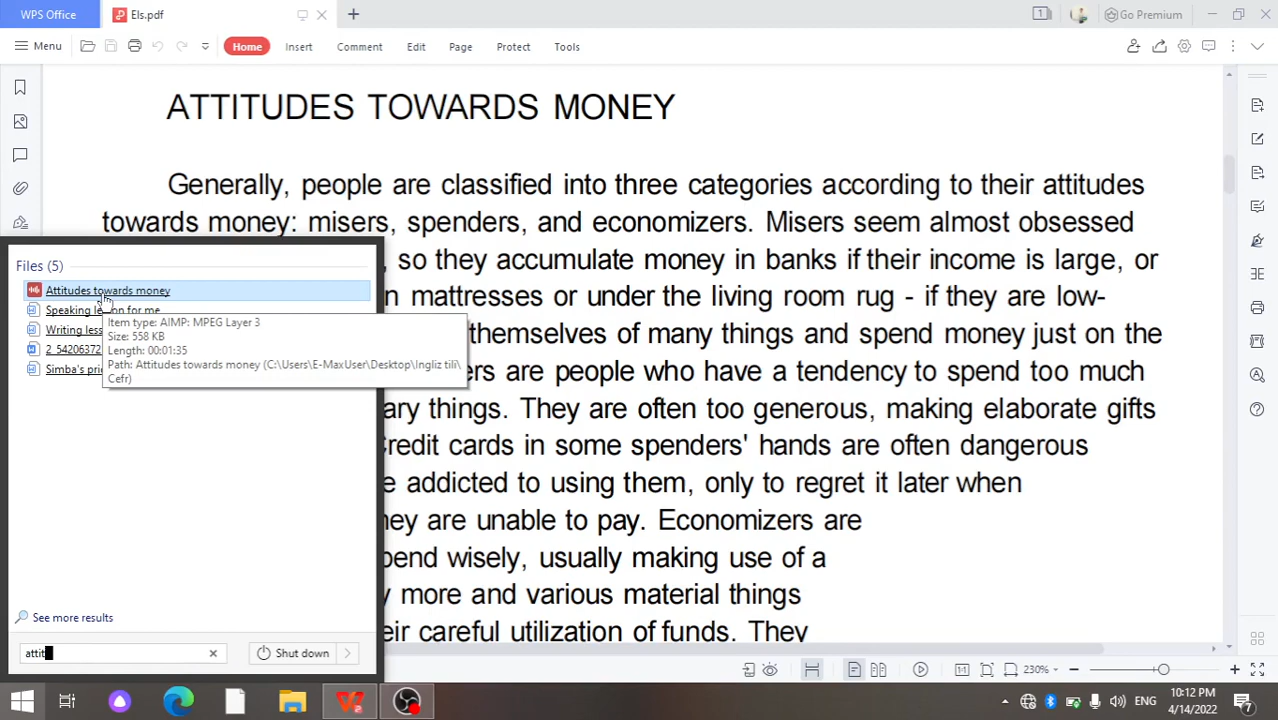 WPS Office
Els.pdf
Go Premium
Menu
Home
Insert
Comment
Edit
Page
Protect
Tools
ATTITUDES TOWARDS MONEY
Generally, people are classified into three categories according to their attitudes
towards money: misers, spenders, and economizers. Misers seem almost obsessed
, so they accumulate money in banks if their income is large, or
n mattresses or under the living room rug - if they are low-
themselves of many things and spend money just on the
ers are people who have a tendency to spend too much
ary things. They are often too generous, making elaborate gifts
Credit cards in some spenders' hands are often dangerous
e addicted to using them, only to regret it later when
hey are unable to pay. Economizers are
pend wisely, usually making use of a
y more and various material things
eir careful utilization of funds. They
Files (5)
Attitudes towards money
Speaking lesson for me
Writing less
2_54206372
Simba's pri
Item type: AIMP: MPEG Layer 3
Size: 558 KB
Length: 00:01:35
Path: Attitudes towards money (C:\Users\E-MaxUser\Desktop\Ingliz tili\
Cefr)
See more results
attit
Shut down
230%
ENG
10:12 PM
4/14/2022
7